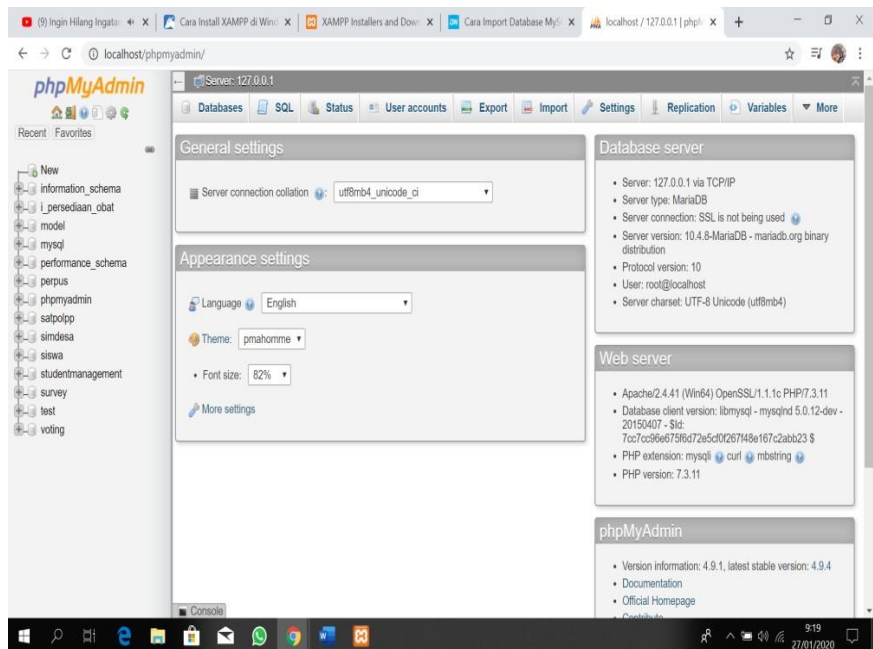 (9) Ingin Hilang Ingata
Cara Install XAMPP di Wind
XAMPP Installers and Down
Cara Import Database MyS
localhost / 127.0.0.1 | phpM
localhost/phpmyadmin/
phpMyAdmin
Recent Favorites
New
information_schema
i_persediaan_obat
model
mysql
performance_schema
perpus
phpmyadmin
satpolpp
simdesa
siswa
studentmanagement
survey
test
voting
Server: 127.0.0.1
Databases SQL Status User accounts Export Import Settings Replication Variables More
General settings
Server connection collation : utf8mb4_unicode_ci
Appearance settings
Language English
Theme: pmahomme
• Font size: 82%
More settings
Database server
• Server: 127.0.0.1 via TCP/IP
• Server type: MariaDB
• Server connection: SSL is not being used
• Server version: 10.4.8-MariaDB - mariadb.org binary
distribution
• Protocol version: 10
• User: root@localhost
• Server charset: UTF-8 Unicode (utf8mb4)
Web server
• Apache/2.4.41 (Win64) OpenSSL/1.1.1c PHP/7.3.11
• Database client version: libmysql - mysqlnd 5.0.12-dev -
20150407 - $Id:
7cc7cc96e675f6d72e5cf0f267f48e167c2abb23 $
• PHP extension: mysqli curl mbstring
• PHP version: 7.3.11
phpMyAdmin
• Version information: 4.9.1, latest stable version: 4.9.4
• Documentation
• Official Homepage
• Contribute
Console
9:19
27/01/2020